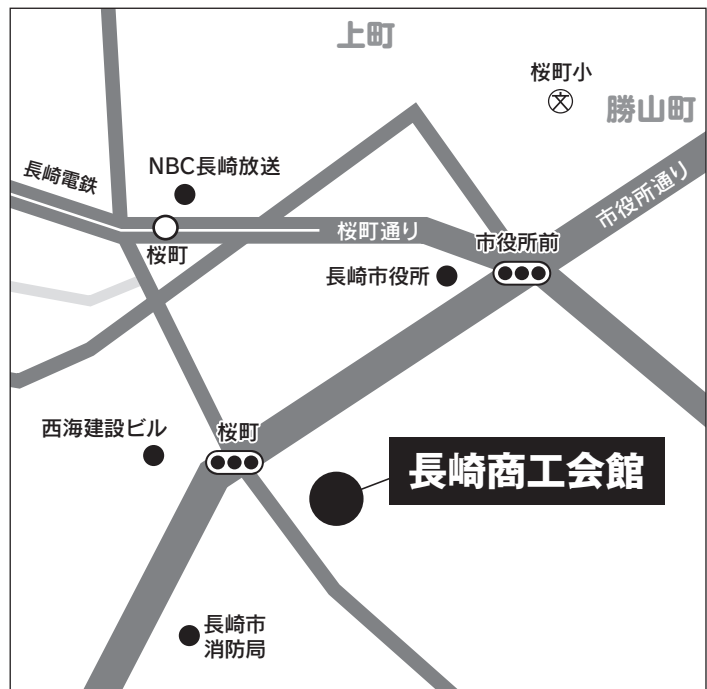 上町
桜町小
文
勝山町
長崎電鉄
NBC長崎放送
市役所通り
桜町通り
市役所前
桜町
長崎市役所
西海建設ビル
桜町
長崎商工会館
長崎市
消防局